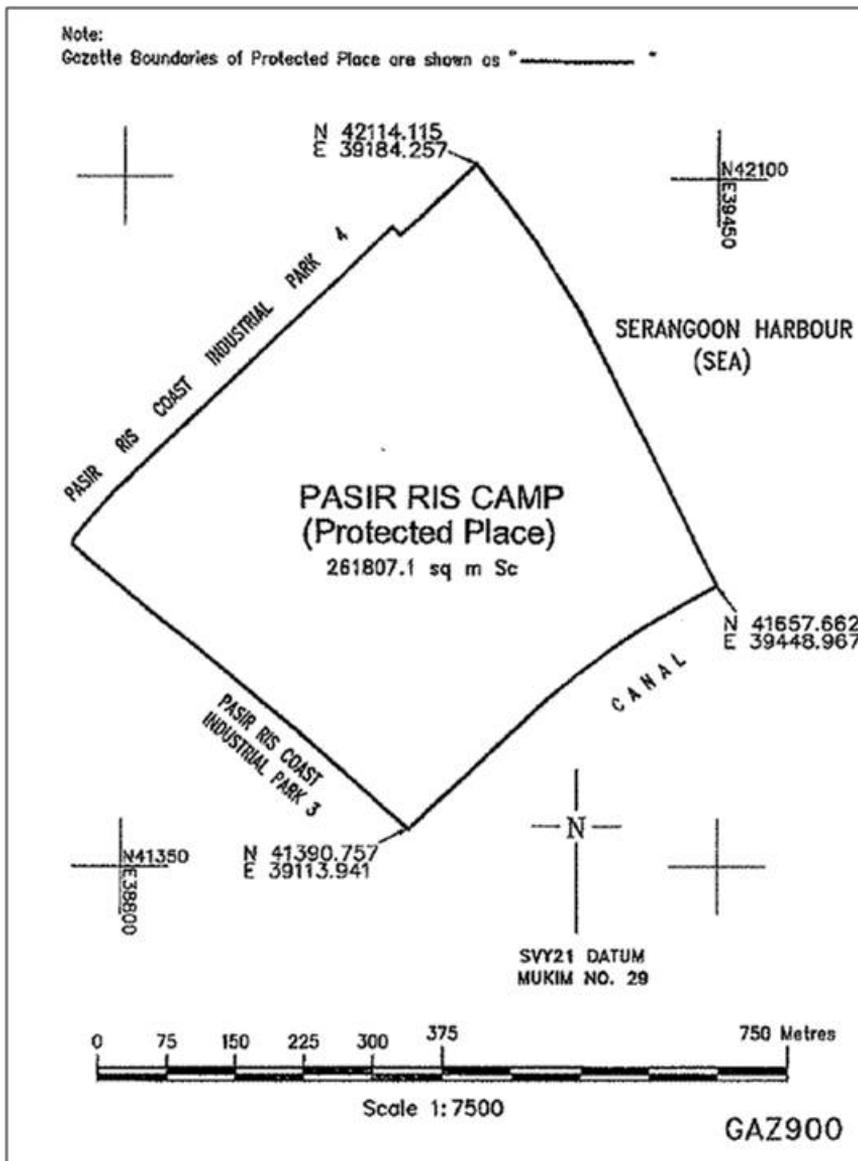 Note:
Gazette Boundaries of Protected Place are shown as " "
N 42114.115
E 39184.257
N42100
E39450
PASIR RIS COAST INDUSTRIAL PARK 4
SERANGOON HARBOUR
(SEA)
PASIR RIS CAMP
(Protected Place)
261807.1 sq m Sc
N 41657.662
E 39448.967
CANAL
PASIR RIS COAST
INDUSTRIAL PARK 3
N
N41350
E38800
N 41390.757
E 39113.941
SVY21 DATUM
MUKIM NO. 29
0 75 150 225 300 375 750 Metres
Scale 1:7500
GAZ900